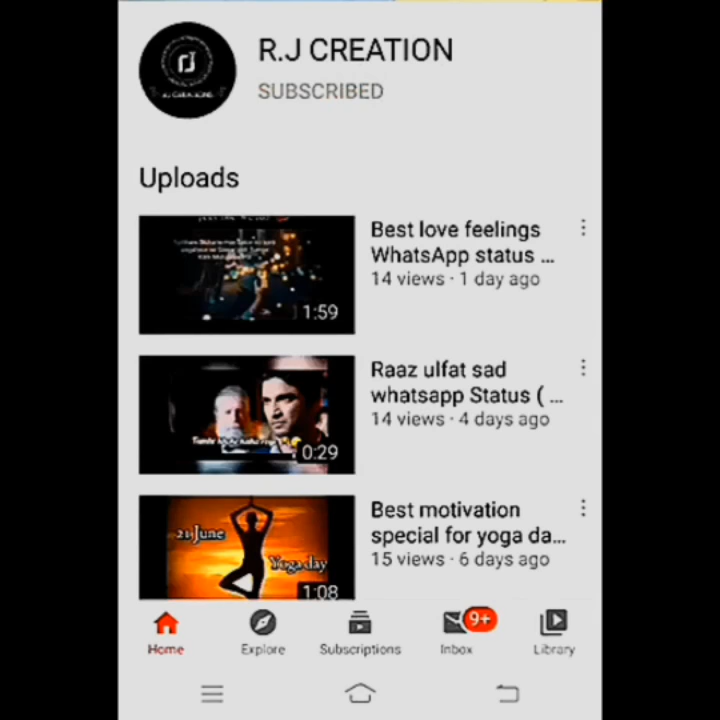 R.J CREATION
SUBSCRIBED
Uploads
Best love feelings
WhatsApp status ...
14 views · 1 day ago
1:59
Raaz ulfat sad
whatsapp Status ( ...
14 views · 4 days ago
0:29
Best motivation
special for yoga da...
15 views · 6 days ago
21 June
Yoga day
1:08
9+
Home
Explore
Subscriptions
Inbox
Library